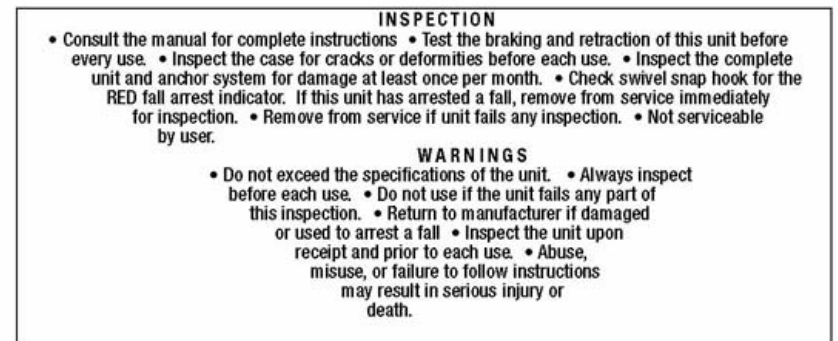 INSPECTION
• Consult the manual for complete instructions • Test the braking and retraction of this unit before
every use. • Inspect the case for cracks or deformities before each use. • Inspect the complete
unit and anchor system for damage at least once per month. • Check swivel snap hook for the
RED fall arrest indicator. If this unit has arrested a fall, remove from service immediately
for inspection. • Remove from service if unit fails any inspection. • Not serviceable
by user.
WARNINGS
• Do not exceed the specifications of the unit. • Always inspect
before each use. • Do not use if the unit fails any part of
this inspection. • Return to manufacturer if damaged
or used to arrest a fall • Inspect the unit upon
receipt and prior to each use. • Abuse,
misuse, or failure to follow instructions
may result in serious injury or
death.